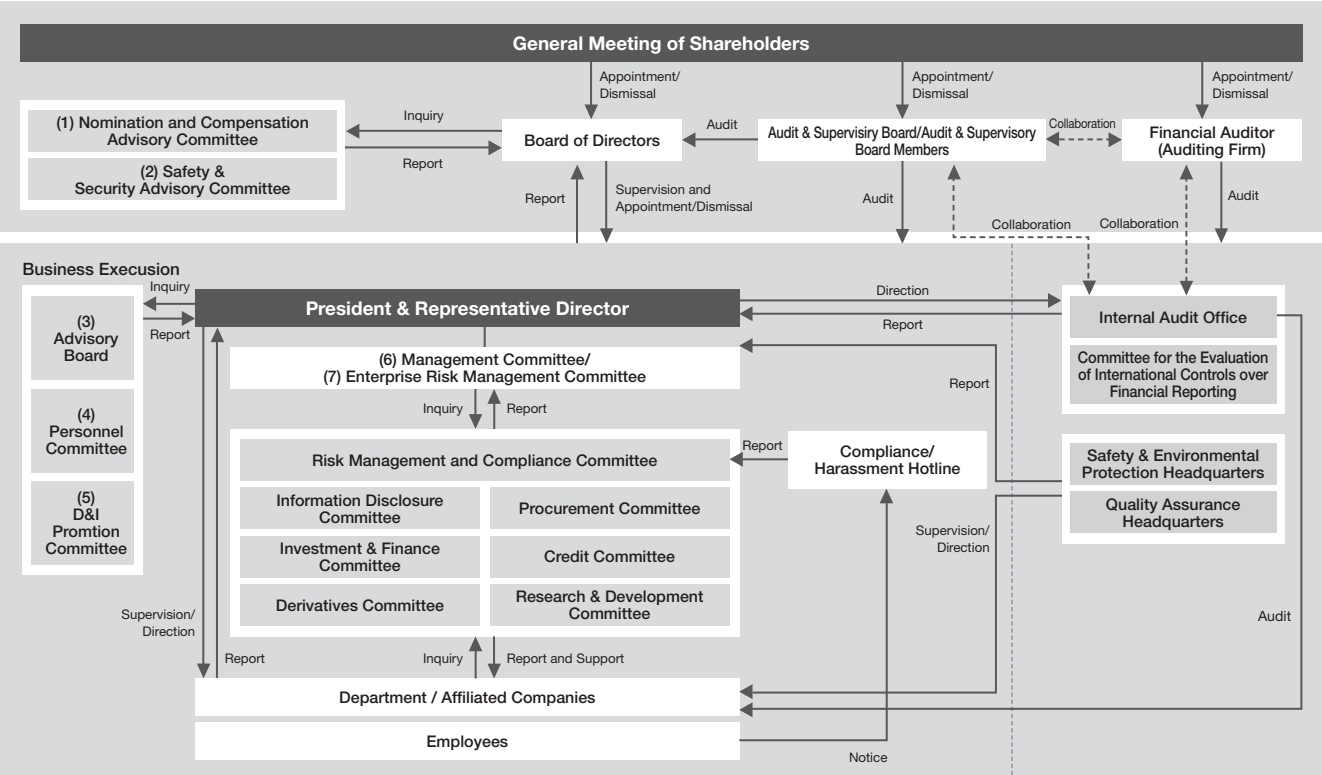 General Meeting of Shareholders
Appointment/
Dismissal
Appointment/
Dismissal
Appointment/
Dismissal
(1) Nomination and Compensation
Advisory Committee
(2) Safety &
Security Advisory Committee
Inquiry
Report
Board of Directors
Audit
Audit & Supervisiry Board/Audit & Supervisory
Board Members
Collaboration
Financial Auditor
(Auditing Firm)
Report
Supervision and
Appointment/Dismissal
Audit
Collaboration
Collaboration
Audit
Business Execusion
Inquiry
Report
(3)
Advisory
Board
(4)
Personnel
Committee
(5)
D&I
Promtion
Committee
President & Representative Director
Direction
Report
Internal Audit Office
Committee for the Evaluation
of International Controls over
Financial Reporting
(6) Management Committee/
(7) Enterprise Risk Management Committee
Inquiry
Report
Report
Risk Management and Compliance Committee
Report
Compliance/
Harassment Hotline
Safety & Environmental
Protection Headquarters
Quality Assurance
Headquarters
Information Disclosure
Committee
Procurement Committee
Investment & Finance
Committee
Credit Committee
Derivatives Committee
Research & Development
Committee
Supervision/
Direction
Supervision/
Direction
Report
Inquiry
Report and Support
Audit
Department / Affiliated Companies
Employees
Notice